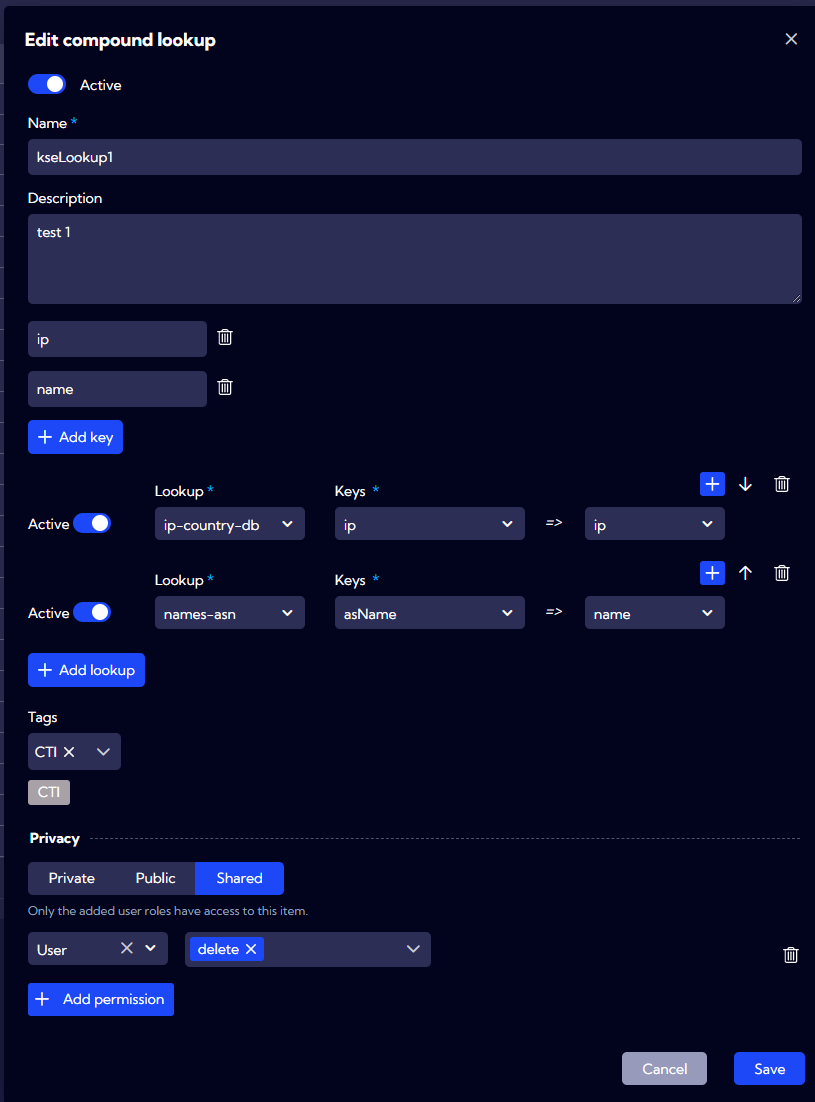 Edit compound lookup
Active
Name *
kseLookup1
Description
test 1
ip
name
+ Add key
Lookup * Keys *
Active ip-country-db ip => ip
Lookup * Keys *
Active names-asn asName => name
+ Add lookup
Tags
CTI
CTI
Privacy
Private Public Shared
Only the added user roles have access to this item.
User delete
+ Add permission
Cancel Save